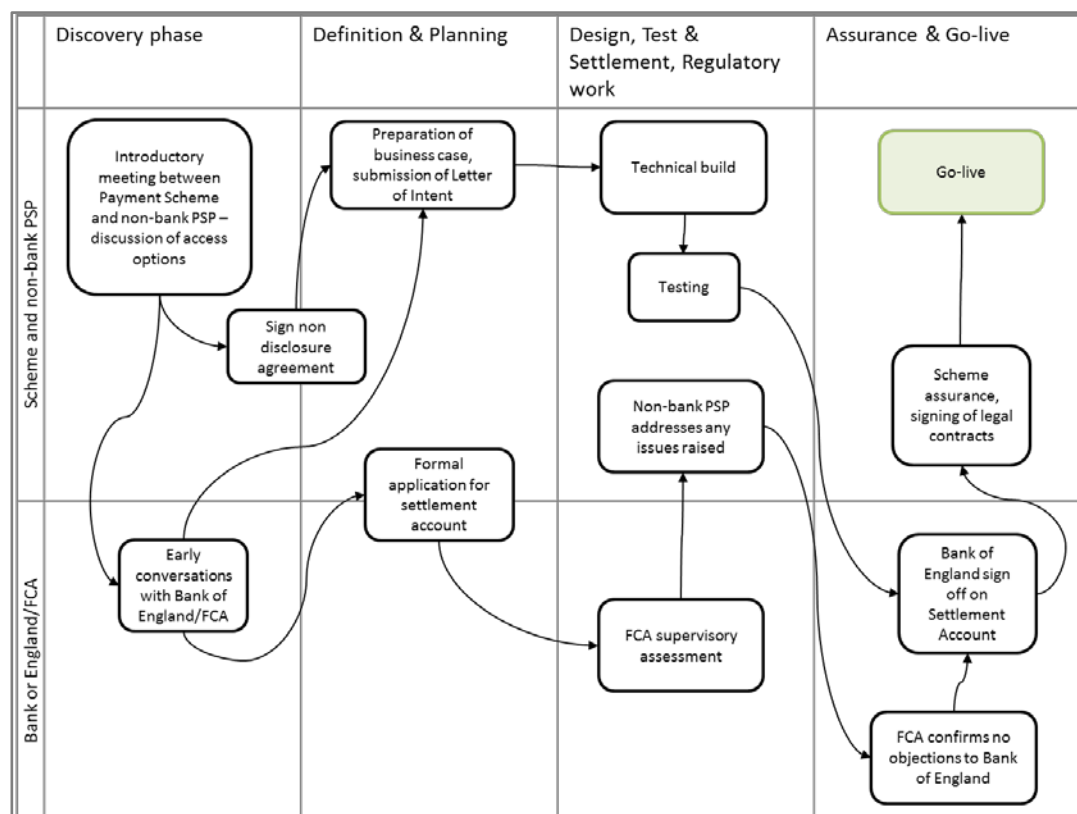 Discovery phase
Definition & Planning
Design, Test &
Settlement, Regulatory
work
Assurance & Go-live
Scheme and non-bank PSP
Introductory
meeting between
Payment Scheme
and non-bank PSP –
discussion of access
options
Sign non
disclosure
agreement
Preparation of
business case,
submission of Letter
of Intent
Technical build
Testing
Go-live
Non-bank PSP
addresses any
issues raised
Scheme
assurance,
signing of legal
contracts
Formal
application for
settlement
account
Bank or England/FCA
Early
conversations
with Bank of
England/FCA
FCA supervisory
assessment
Bank of
England sign
off on
Settlement
Account
FCA confirms no
objections to Bank
of England